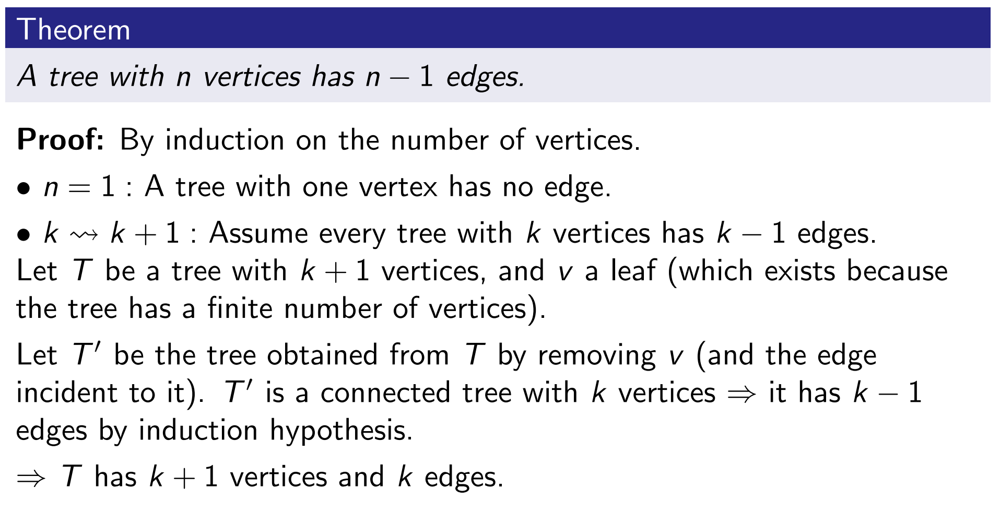 Theorem
A tree with n vertices has n − 1 edges.
Proof: By induction on the number of vertices.
• n = 1 : A tree with one vertex has no edge.
• k ⇝ k + 1 : Assume every tree with k vertices has k − 1 edges.
Let T be a tree with k + 1 vertices, and v a leaf (which exists because
the tree has a finite number of vertices).
Let T′ be the tree obtained from T by removing v (and the edge
incident to it). T′ is a connected tree with k vertices ⇒ it has k − 1
edges by induction hypothesis.
⇒ T has k + 1 vertices and k edges.